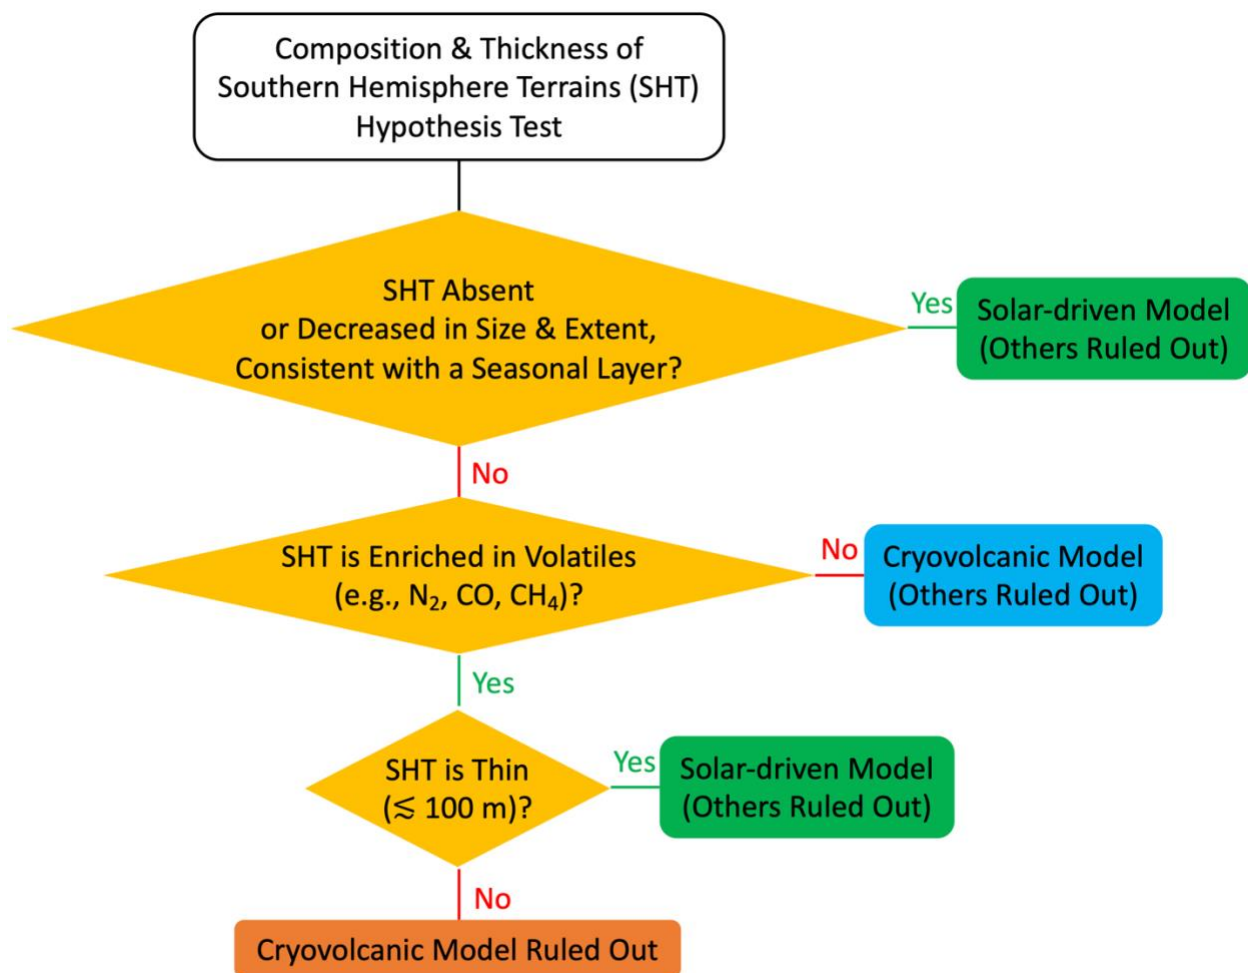 Composition & Thickness of
Southern Hemisphere Terrains (SHT)
Hypothesis Test
SHT Absent
or Decreased in Size & Extent,
Consistent with a Seasonal Layer?
Yes
Solar-driven Model
(Others Ruled Out)
No
SHT is Enriched in Volatiles
(e.g., N₂, CO, CH₄)?
No
Cryovolcanic Model
(Others Ruled Out)
Yes
SHT is Thin
(≲ 100 m)?
Yes
Solar-driven Model
(Others Ruled Out)
No
Cryovolcanic Model Ruled Out